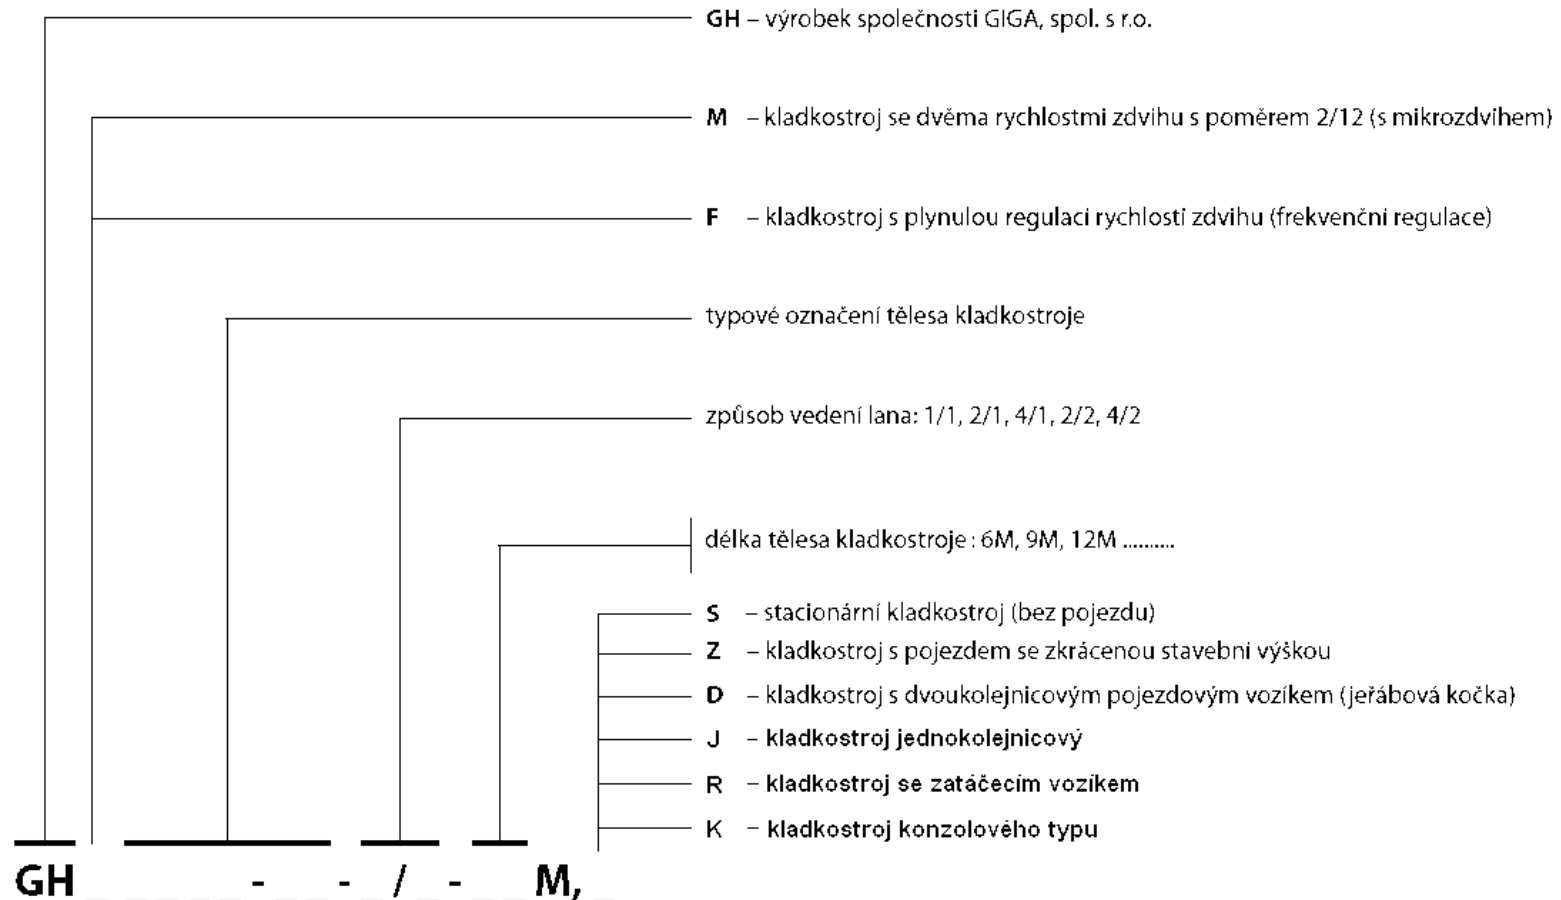 GH – výrobek společnosti GIGA, spol. s r.o.
M – kladkostroj se dvěma rychlostmi zdvihu s poměrem 2/12 (s mikrozdvihem)
F – kladkostroj s plynulou regulací rychlosti zdvihu (frekvenční regulace)
typové označení tělesa kladkostroje
způsob vedení lana: 1/1, 2/1, 4/1, 2/2, 4/2
délka tělesa kladkostroje : 6M, 9M, 12M ..........
S – stacionární kladkostroj (bez pojezdu)
Z – kladkostroj s pojezdem se zkrácenou stavební výškou
D – kladkostroj s dvoukolejnicovým pojezdovým vozíkem (jeřábová kočka)
J – kladkostroj jednokolejnicový
R – kladkostroj se zatáčecím vozíkem
K – kladkostroj konzolového typu
GH _ _ _ _ _ - _ _ - _ / _ - _ _ M, _